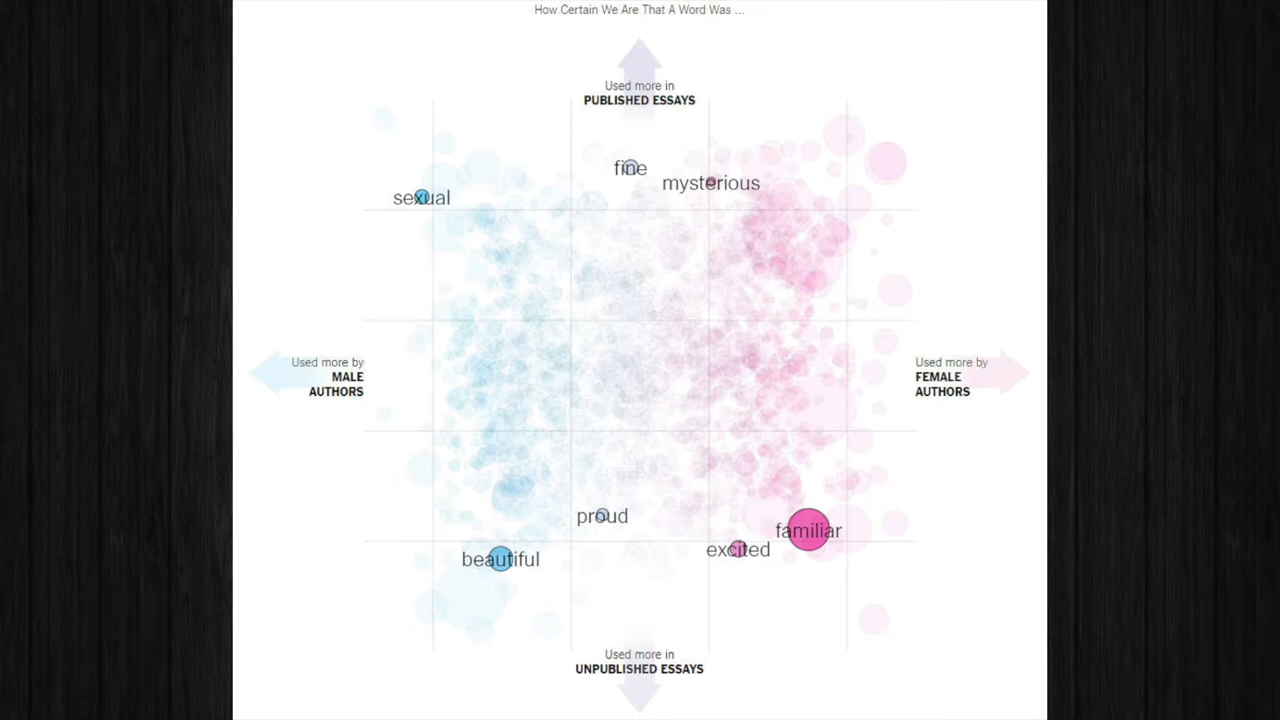 How Certain We Are That A Word Was ...
Used more in
PUBLISHED ESSAYS
fine
mysterious
sexual
Used more by
MALE
AUTHORS
Used more by
FEMALE
AUTHORS
proud
familiar
excited
beautiful
Used more in
UNPUBLISHED ESSAYS